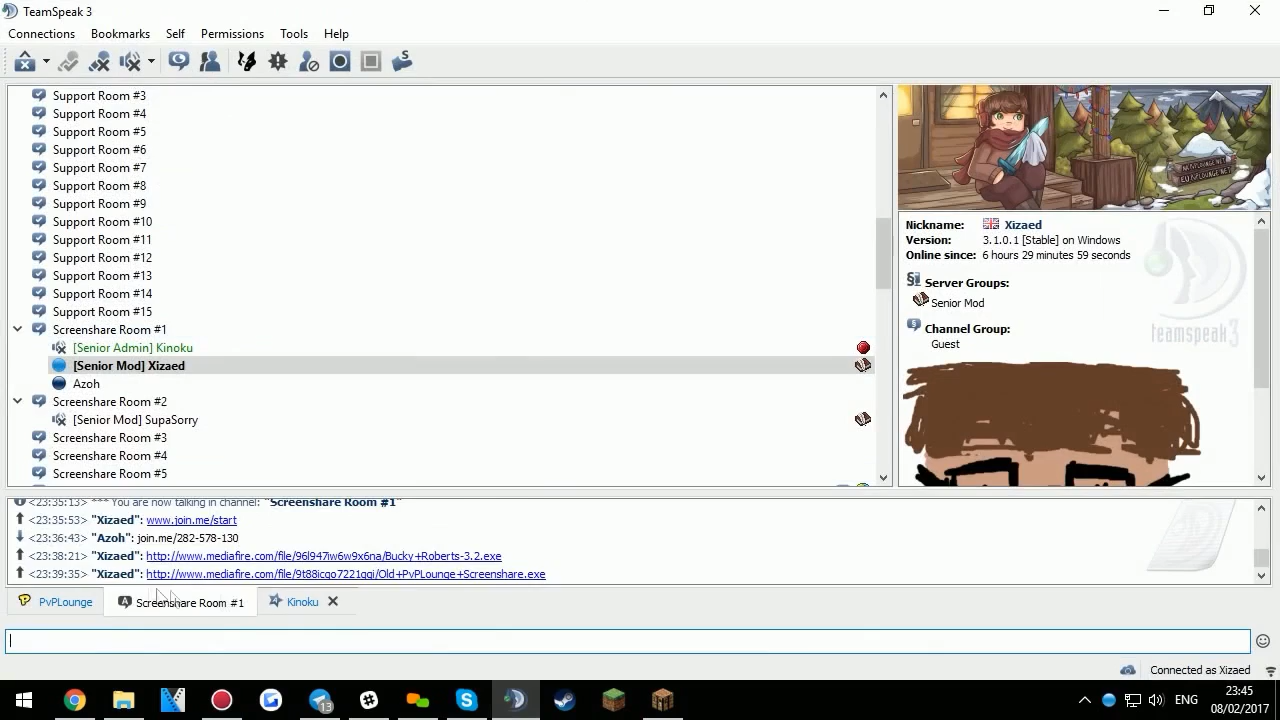 TeamSpeak 3
Connections Bookmarks Self Permissions Tools Help
Support Room #3
Support Room #4
Support Room #5
Support Room #6
Support Room #7
Support Room #8
Support Room #9
Support Room #10
Support Room #11
Support Room #12
Support Room #13
Support Room #14
Support Room #15
Screenshare Room #1
[Senior Admin] Kinoku
[Senior Mod] Xizaed
Azoh
Screenshare Room #2
[Senior Mod] SupaSorry
Screenshare Room #3
Screenshare Room #4
Screenshare Room #5
NA.PVPLOUNGE.NET
EU.PVPLOUNGE.NET
Nickname: Xizaed
Version: 3.1.0.1 [Stable] on Windows
Online since: 6 hours 29 minutes 59 seconds
Server Groups:
Senior Mod
Channel Group:
Guest
teamspeak 3
<23:35:13> *** You are now talking in channel: "Screenshare Room #1"
<23:35:53> "Xizaed": www.join.me/start
<23:36:43> "Azoh": join.me/282-578-130
<23:38:21> "Xizaed": http://www.mediafire.com/file/96l947iw6w9x6na/Bucky+Roberts-3.2.exe
<23:39:35> "Xizaed": http://www.mediafire.com/file/9t88icqo7221gqi/Old+PvPLounge+Screenshare.exe
PvPLounge Screenshare Room #1 Kinoku
Connected as Xizaed
13
ENG
23:45
08/02/2017